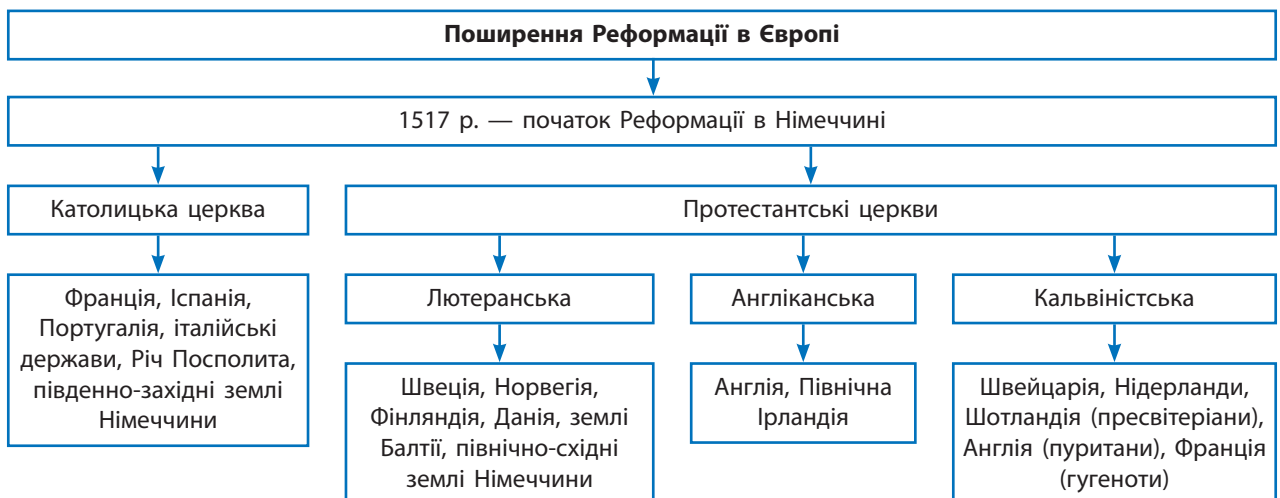 Поширення Реформації в Європі
1517 р. — початок Реформації в Німеччині
Католицька церква
Протестантські церкви
Франція, Іспанія,
Португалія, італійські
держави, Річ Посполита,
південно-західні землі
Німеччини
Лютеранська
Англіканська
Кальвіністська
Швеція, Норвегія,
Фінляндія, Данія, землі
Балтії, північно-східні
землі Німеччини
Англія, Північна
Ірландія
Швейцарія, Нідерланди,
Шотландія (пресвітеріани),
Англія (пуритани), Франція
(гугеноти)